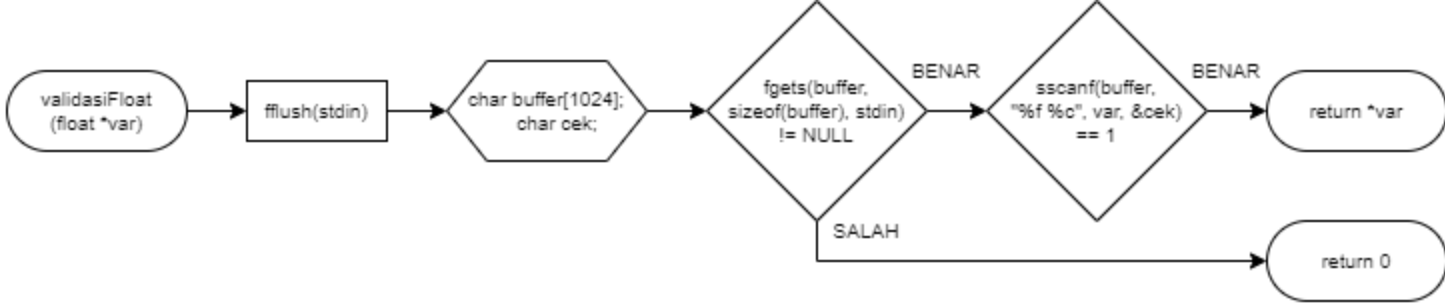 validasiFloat
(float *var)
fflush(stdin)
char buffer[1024];
char cek;
fgets(buffer,
sizeof(buffer), stdin)
!= NULL
BENAR
sscanf(buffer,
"%f %c", var, &cek)
== 1
BENAR
return *var
SALAH
return 0